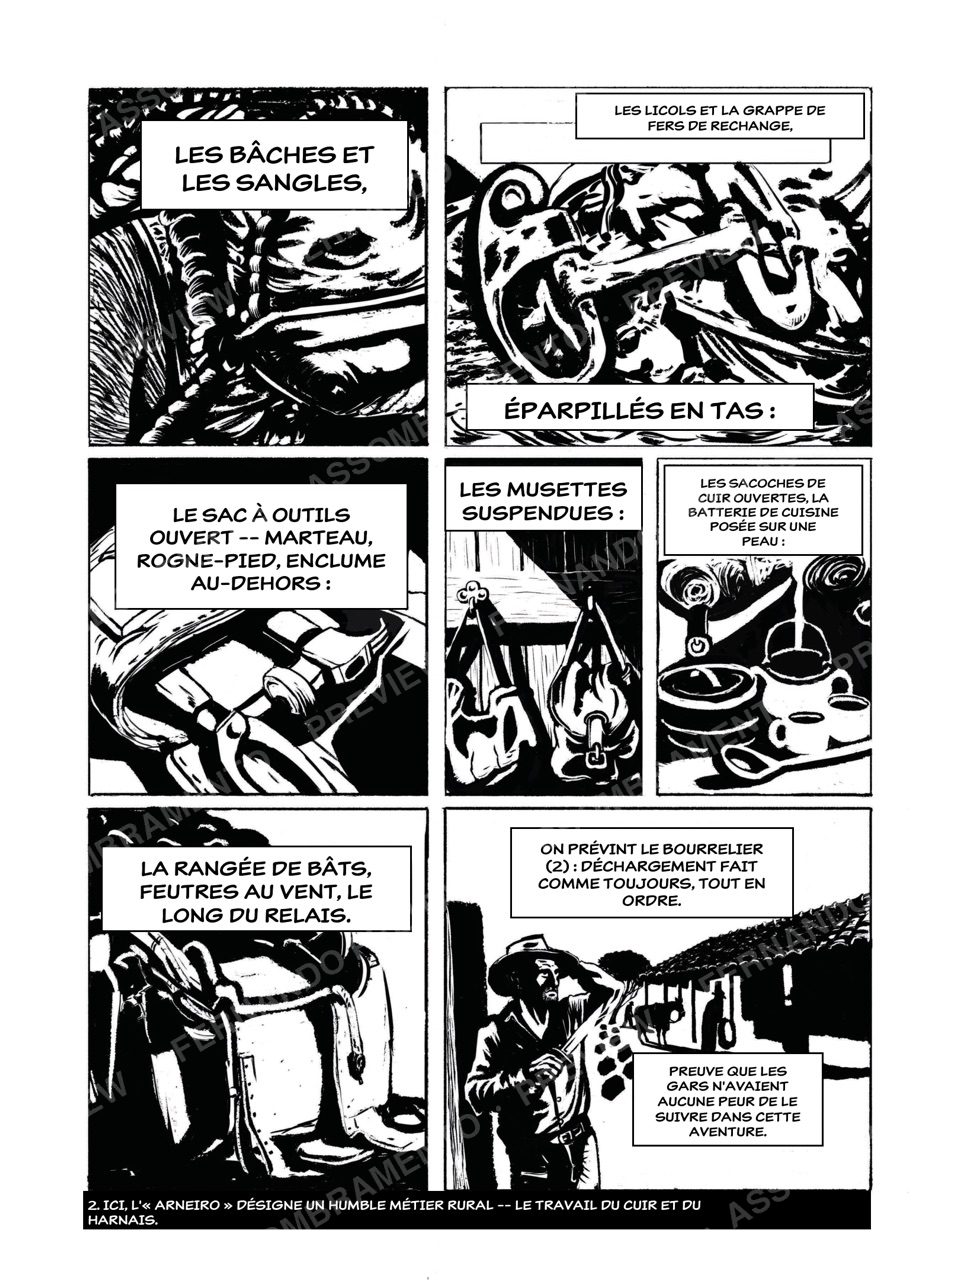 LES BÂCHES ET
LES SANGLES,
LES LICOLS ET LA GRAPPE DE
FERS DE RECHANGE,
ÉPARPILLÉS EN TAS :
LE SAC À OUTILS
OUVERT -- MARTEAU,
ROGNE-PIED, ENCLUME
AU-DEHORS :
LES MUSETTES
SUSPENDUES :
LES SACOCHES DE
CUIR OUVERTES, LA
BATTERIE DE CUISINE
POSÉE SUR UNE
PEAU :
LA RANGÉE DE BÂTS,
FEUTRES AU VENT, LE
LONG DU RELAIS.
ON PRÉVINT LE BOURRELIER
(2) : DÉCHARGEMENT FAIT
COMME TOUJOURS, TOUT EN
ORDRE.
PREUVE QUE LES
GARS N'AVAIENT
AUCUNE PEUR DE LE
SUIVRE DANS CETTE
AVENTURE.
2. ICI, L'« ARNEIRO » DÉSIGNE UN HUMBLE MÉTIER RURAL -- LE TRAVAIL DU CUIR ET DU
HARNAIS.